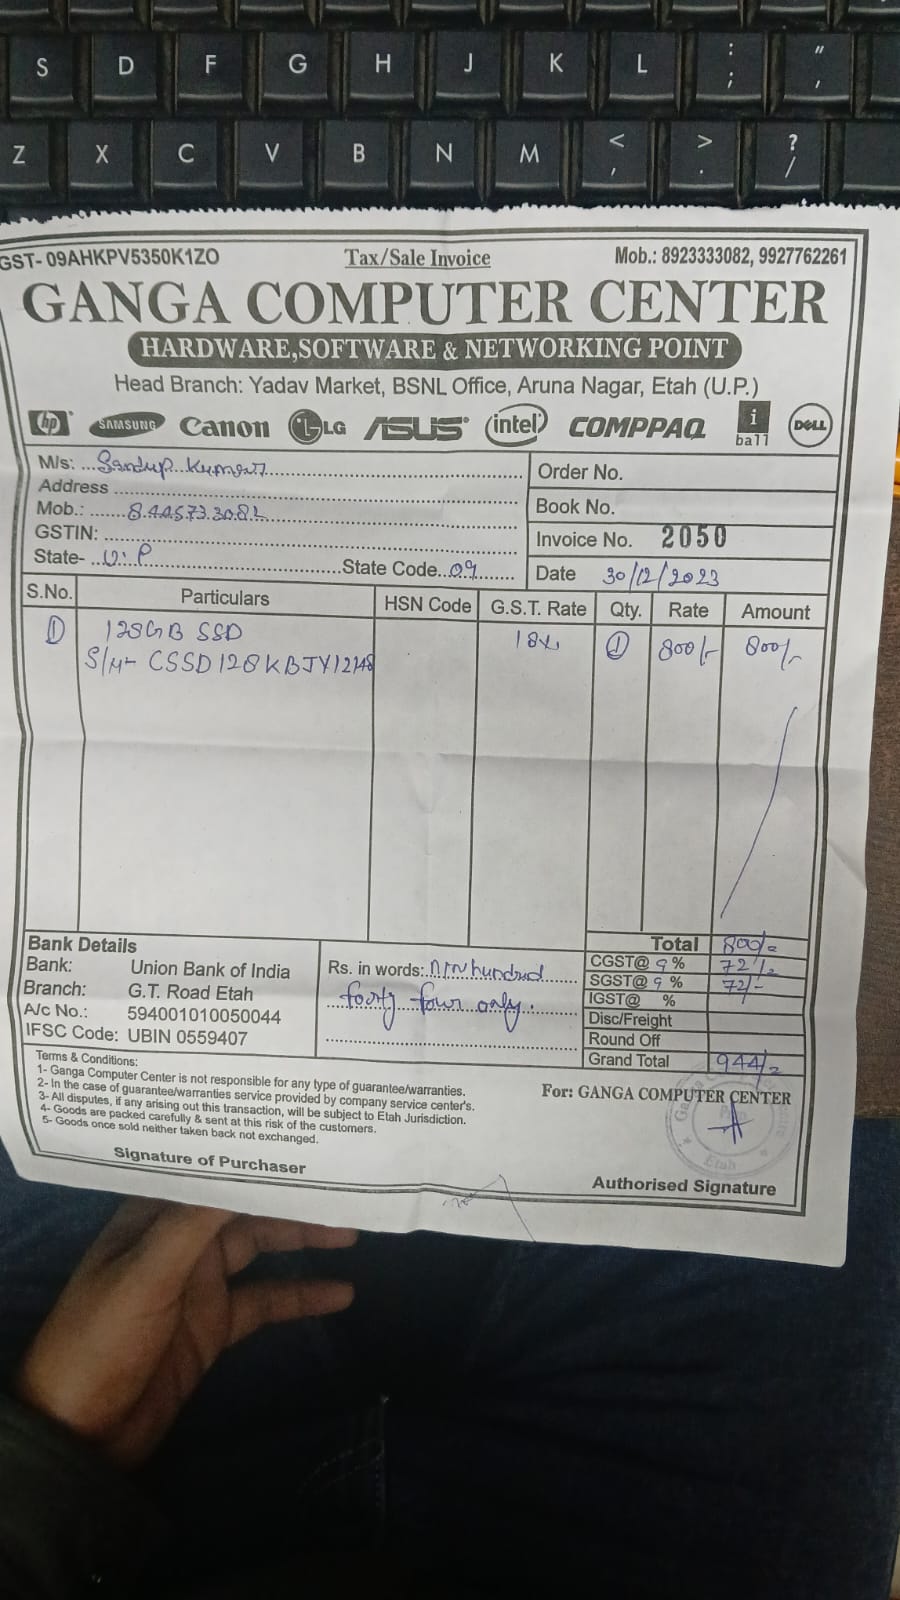 S D F G H J K L : ; " ,
Z X C V B N M < , > . ? /
GST- 09AHKPV5350K1ZO Tax/Sale Invoice Mob.: 8923333082, 9927762261
GANGA COMPUTER CENTER
HARDWARE,SOFTWARE & NETWORKING POINT
Head Branch: Yadav Market, BSNL Office, Aruna Nagar, Etah (U.P.)
hp SAMSUNG Canon LG ASUS intel COMPPAQ i ball DELL
M/s: Kumar
Order No.
Address
Book No.
Mob.:
GSTIN:
Invoice No. 2050
State- U.P State Code 09
Date 30/12/2023
S.No. Particulars HSN Code G.S.T. Rate Qty. Rate Amount
1 128GB SSD 18% 1 800/- 800/-
S/N-
Total 800/-
Bank Details
CGST@ 9 % 72/-
Bank: Union Bank of India
Rs. in words: hundred
SGST@ 9 % 72/-
Branch: G.T. Road Etah
forty four only.
IGST@ %
A/c No.: 594001010050044
Disc/Freight
IFSC Code: UBIN 0559407
Round Off
Grand Total 944/-
Terms & Conditions:
1- Ganga Computer Center is not responsible for any type of guarantee/warranties.
2- In the case of guarantee/warranties service provided by company service center's.
3- All disputes, if any arising out this transaction, will be subject to Etah Jurisdiction.
4- Goods are packed carefully & sent at this risk of the customers.
5- Goods once sold neither taken back not exchanged.
For: GANGA COMPUTER CENTER
Etah
Signature of Purchaser
Authorised Signature